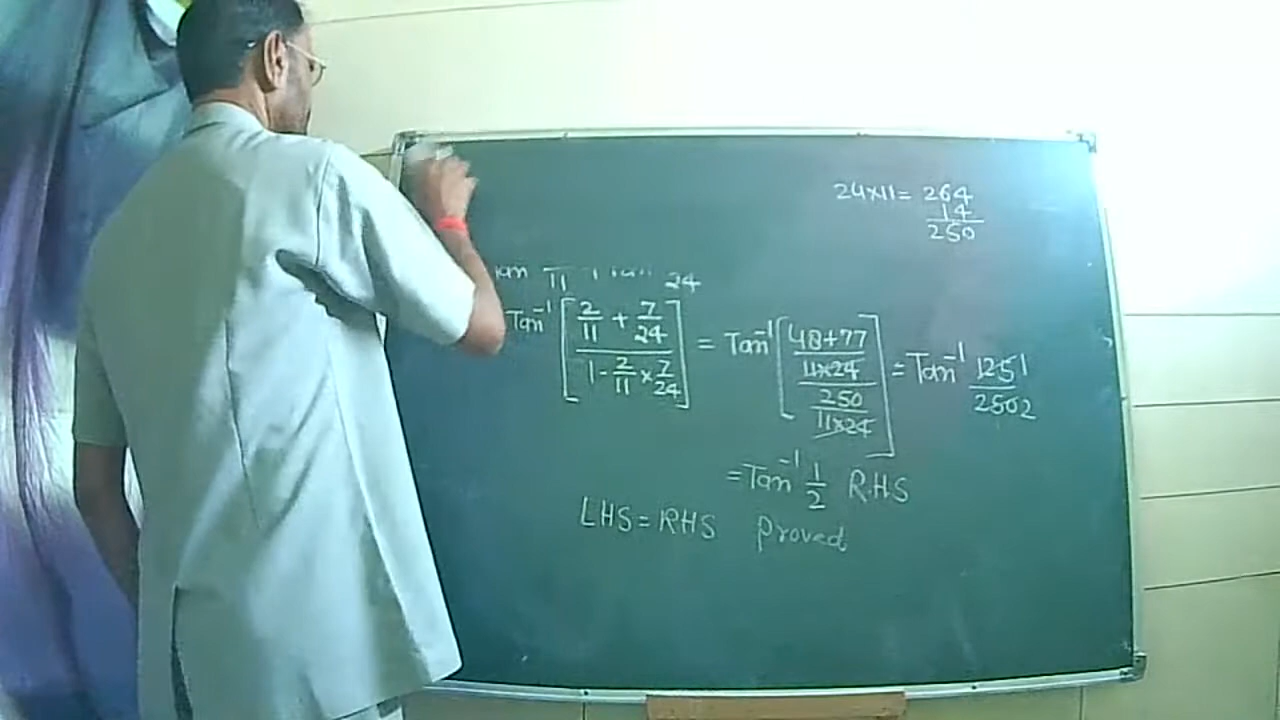 24×11= 264
14
250
Tan 2/11 + Tan 7/24
Tan⁻¹ [ (2/11 + 7/24) / (1 - 2/11 × 7/24) ] = Tan⁻¹ [ ((48+77) / (11×24)) / (250 / (11×24)) ] = Tan⁻¹ 125 1 / 250 2
= Tan⁻¹ 1/2 R.H.S
LHS = RHS Proved